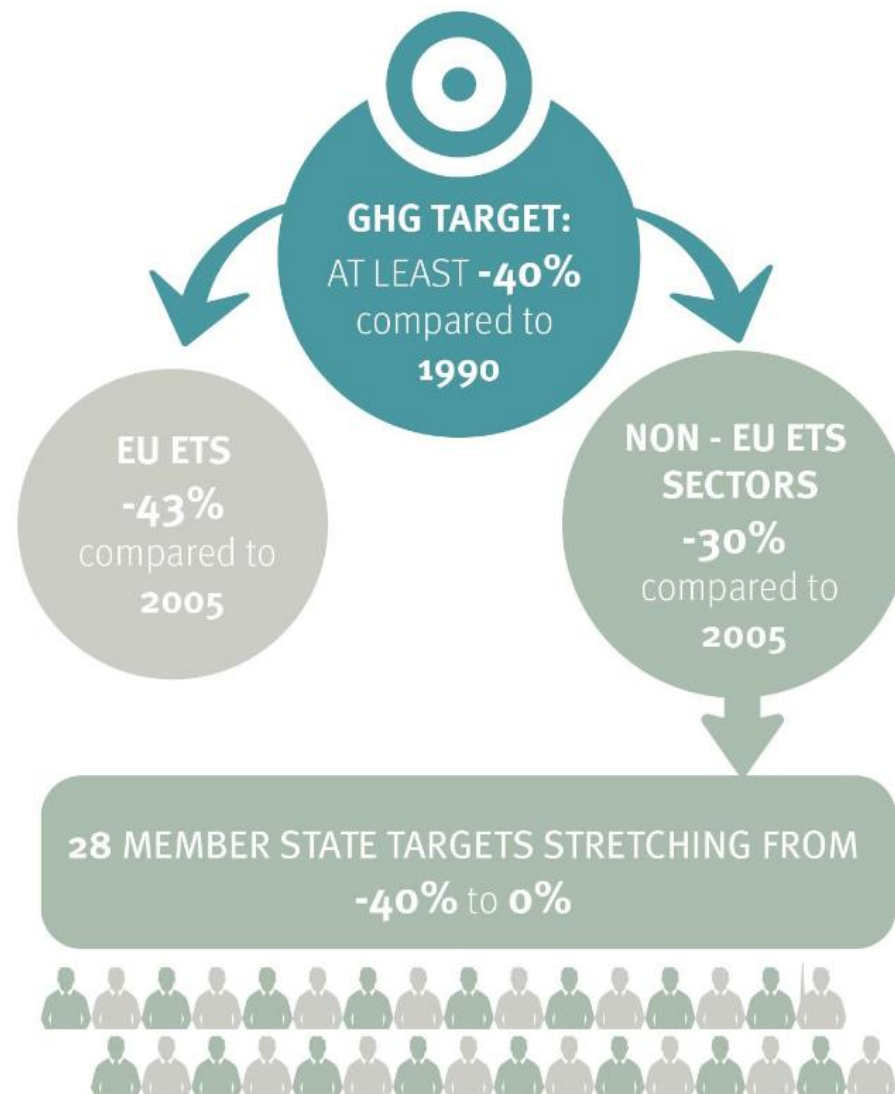 GHG TARGET:
AT LEAST -40%
compared to
1990
EU ETS
-43%
compared to
2005
NON - EU ETS
SECTORS
-30%
compared to
2005
28 MEMBER STATE TARGETS STRETCHING FROM
-40% to 0%